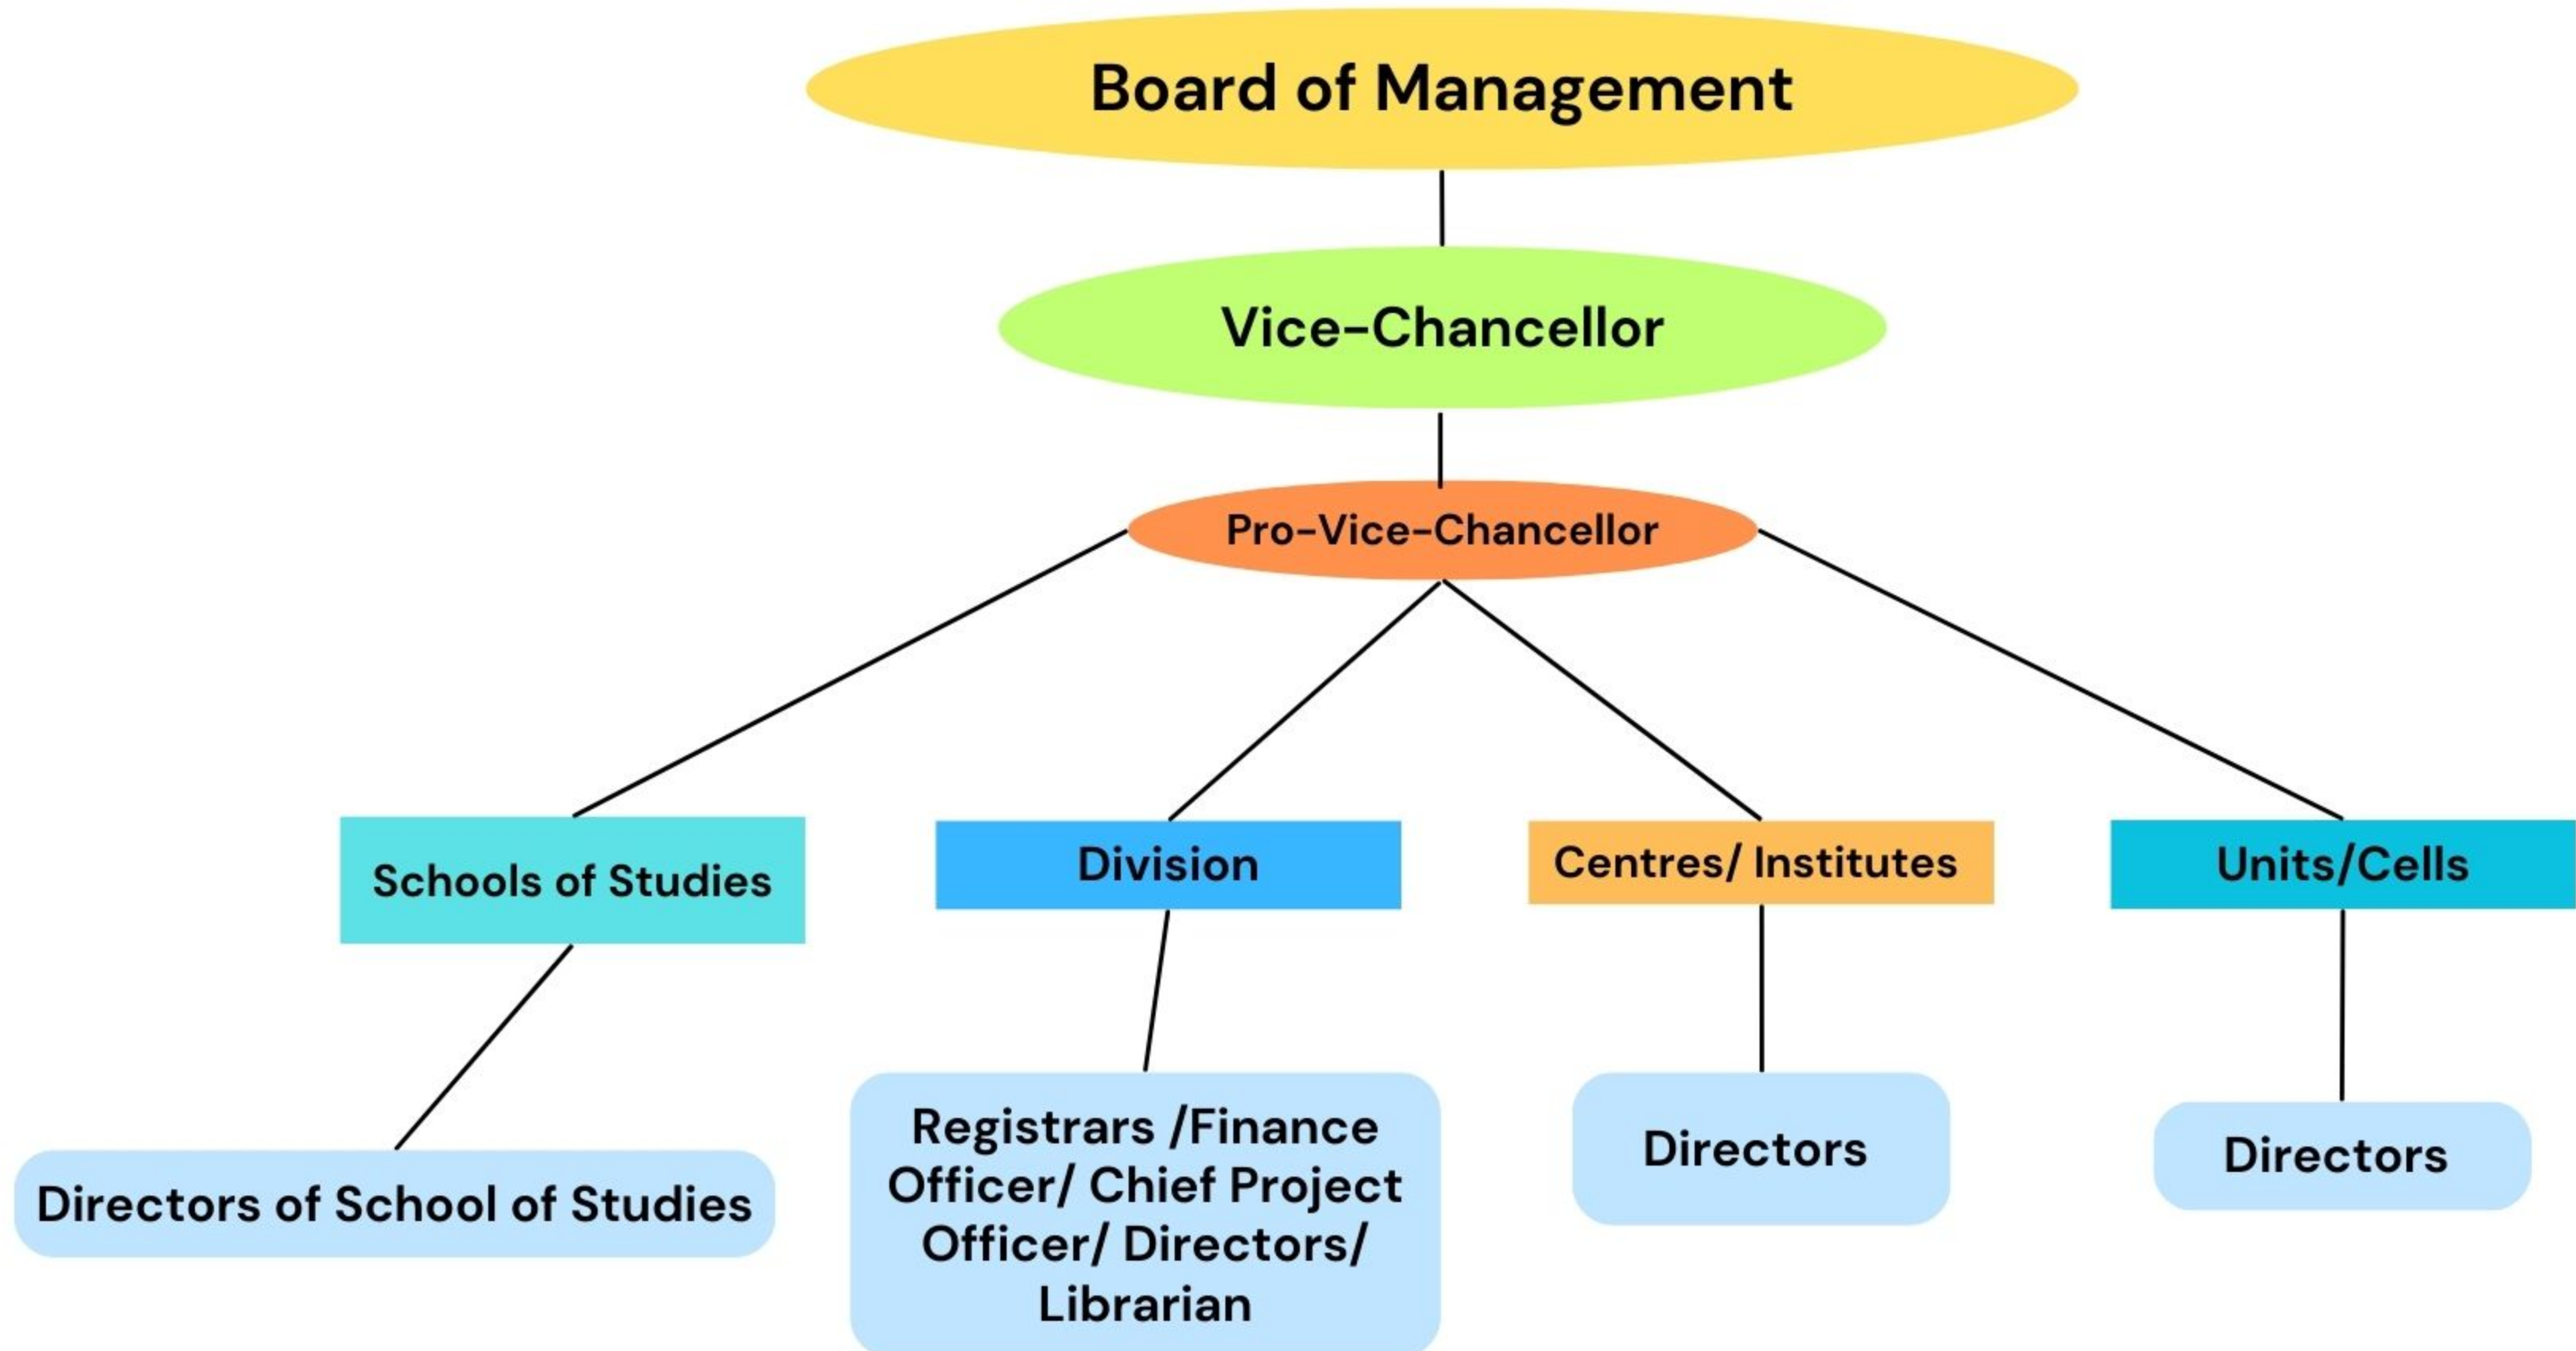 Board of Management
Vice-Chancellor
Pro-Vice-Chancellor
Schools of Studies
Division
Centres/ Institutes
Units/Cells
Directors of School of Studies
Registrars /Finance
Officer/ Chief Project
Officer/ Directors/
Librarian
Directors
Directors